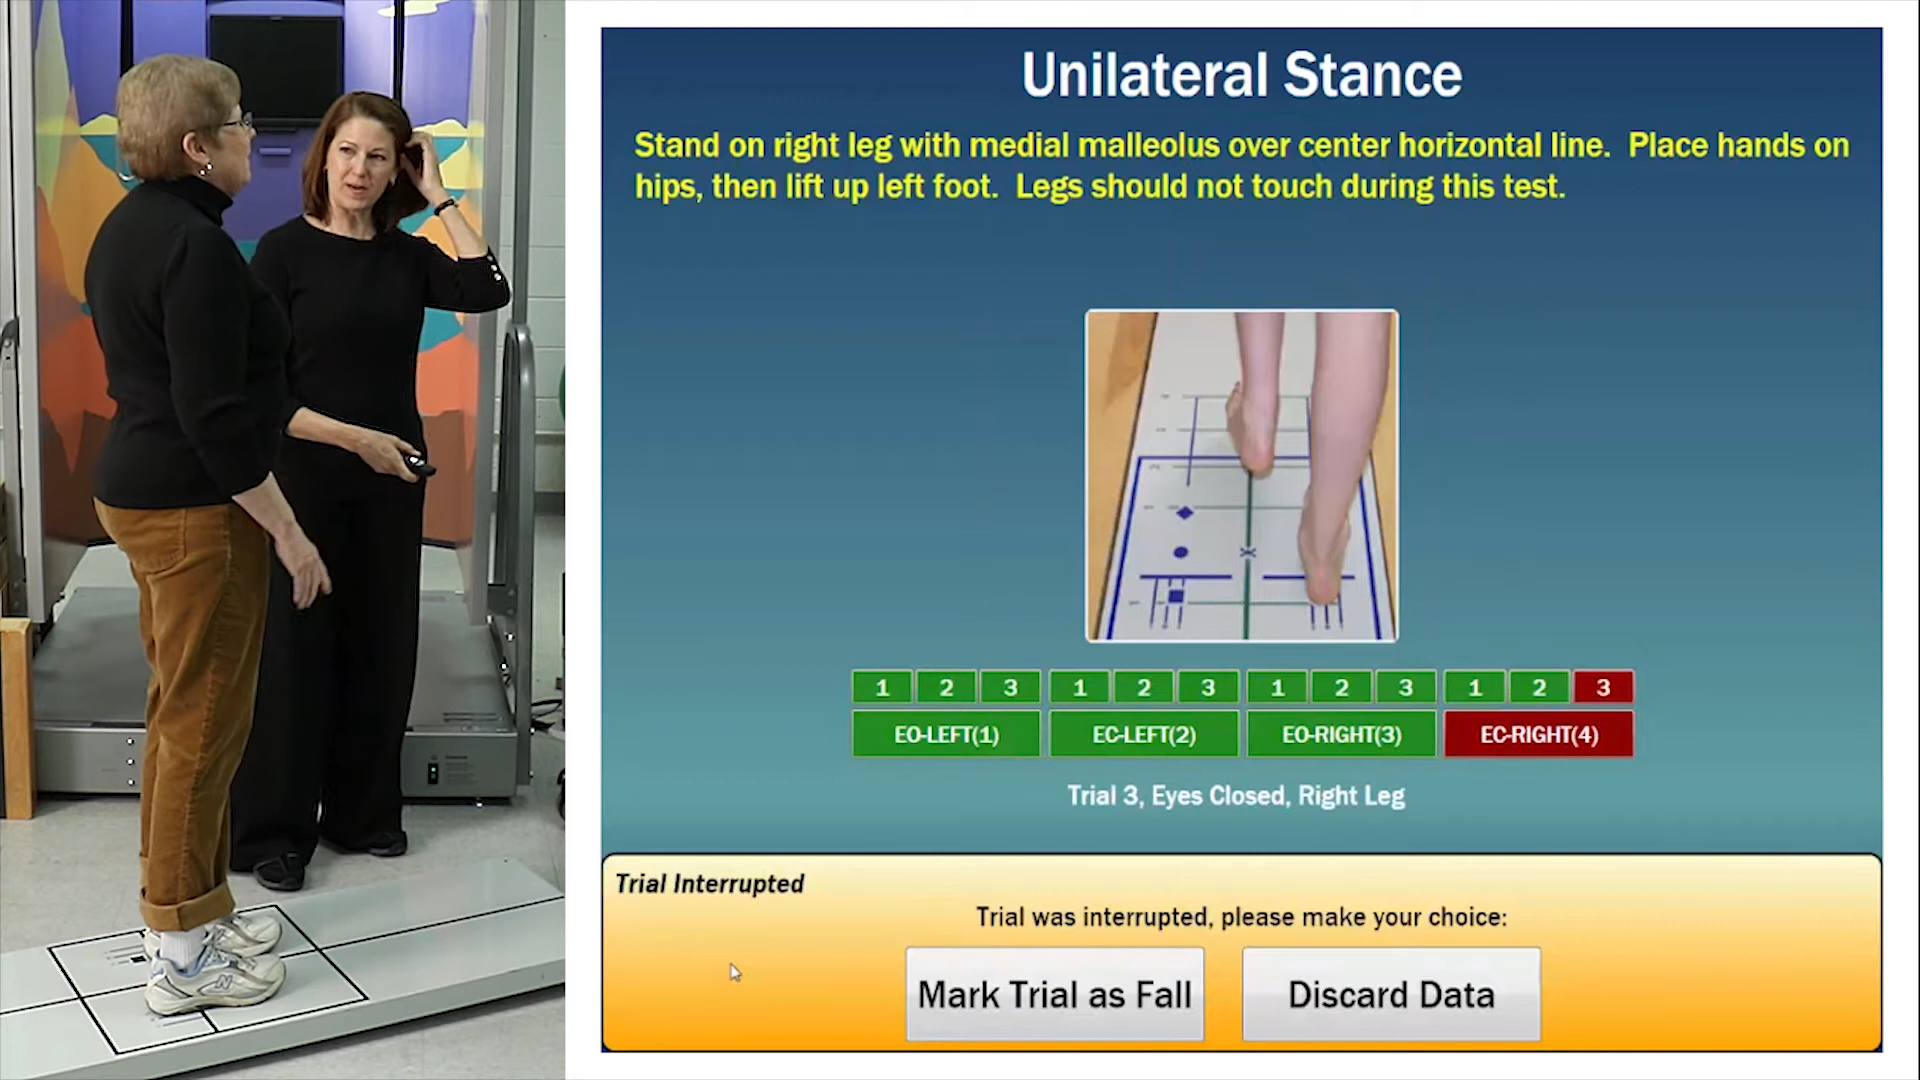 Unilateral Stance
Stand on right leg with medial malleolus over center horizontal line.  Place hands on
hips, then lift up left foot.  Legs should not touch during this test.
1 2 3 1 2 3 1 2 3 1 2 3
EO-LEFT(1) EC-LEFT(2) EO-RIGHT(3) EC-RIGHT(4)
Trial 3, Eyes Closed, Right Leg
Trial Interrupted
Trial was interrupted, please make your choice:
Mark Trial as Fall Discard Data